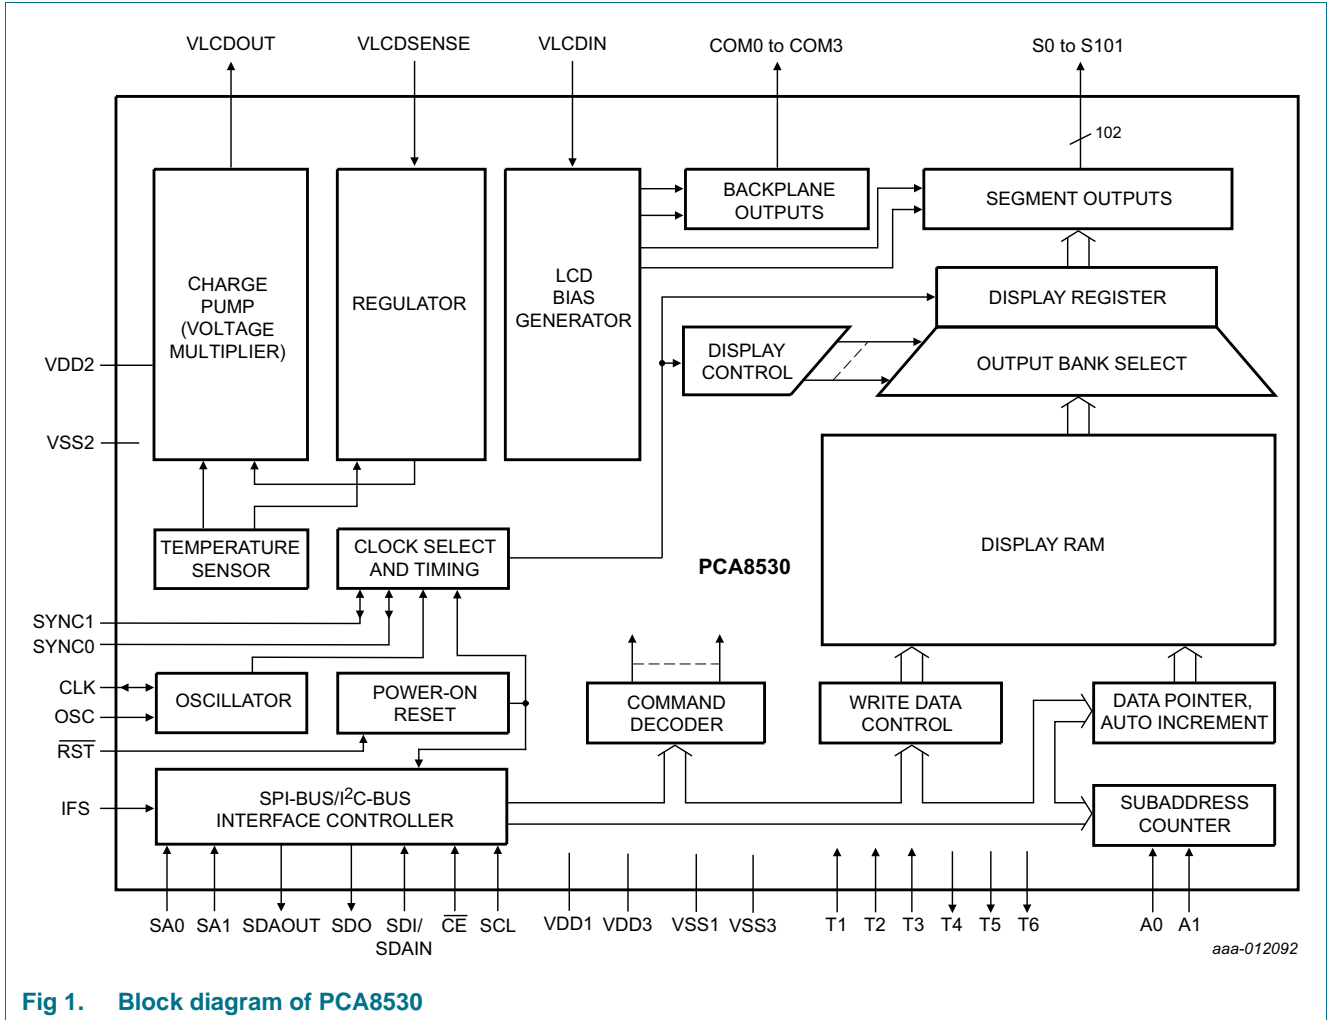 VLCDOUT
VLCDSENSE
VLCDIN
COM0 to COM3
S0 to S101
102
CHARGE
PUMP
(VOLTAGE
MULTIPLIER)
REGULATOR
LCD
BIAS
GENERATOR
BACKPLANE
OUTPUTS
SEGMENT OUTPUTS
DISPLAY REGISTER
DISPLAY
CONTROL
OUTPUT BANK SELECT
VDD2
VSS2
TEMPERATURE
SENSOR
CLOCK SELECT
AND TIMING
PCA8530
DISPLAY RAM
SYNC1
SYNC0
CLK
OSC
RST
OSCILLATOR
POWER-ON
RESET
COMMAND
DECODER
WRITE DATA
CONTROL
DATA POINTER,
AUTO INCREMENT
IFS
SPI-BUS/I²C-BUS
INTERFACE CONTROLLER
SUBADDRESS
COUNTER
SA0
SA1
SDAOUT
SDO
SDI/
SDAIN
CE
SCL
VDD1
VDD3
VSS1
VSS3
T1
T2
T3
T4
T5
T6
A0
A1
aaa-012092
Fig 1. Block diagram of PCA8530